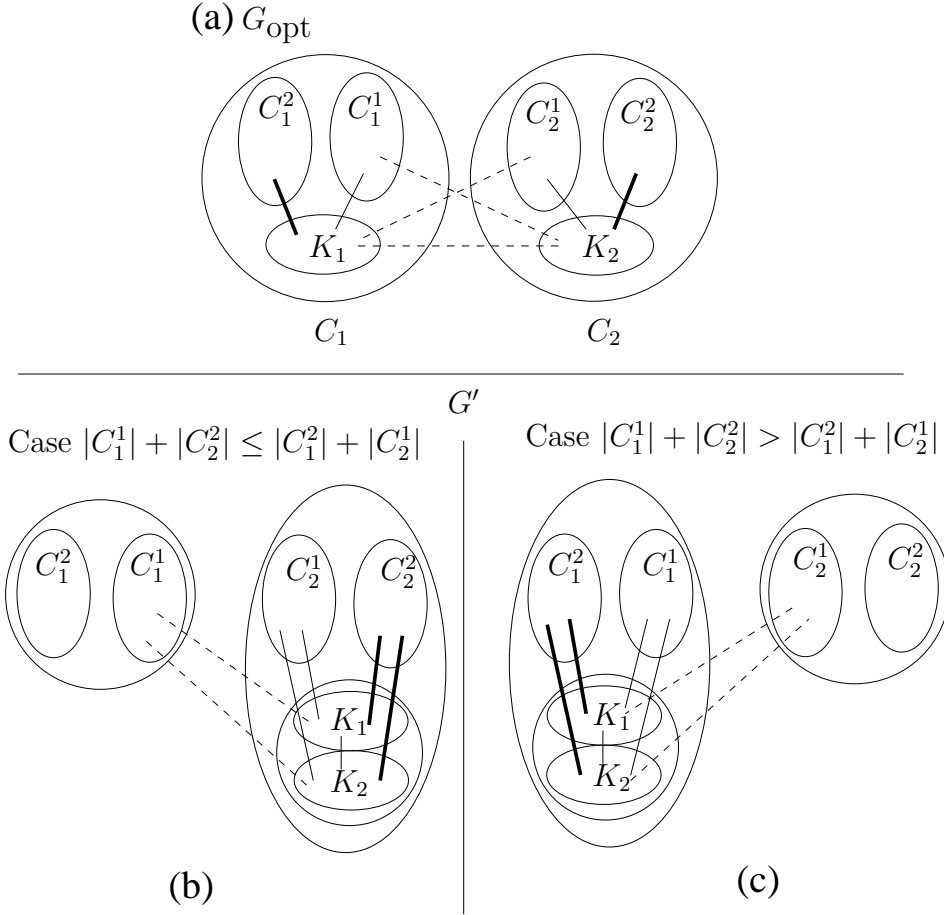 (a) G_opt
C_1^2 C_1^1 C_2^1 C_2^2
K_1 K_2
C_1 C_2
G'
Case |C_1^1| + |C_2^2| ≤ |C_1^2| + |C_2^1|
C_1^2 C_1^1 C_2^1 C_2^2
K_1
K_2
(b)
Case |C_1^1| + |C_2^2| > |C_1^2| + |C_2^1|
C_1^2 C_1^1 C_2^1 C_2^2
K_1
K_2
(c)